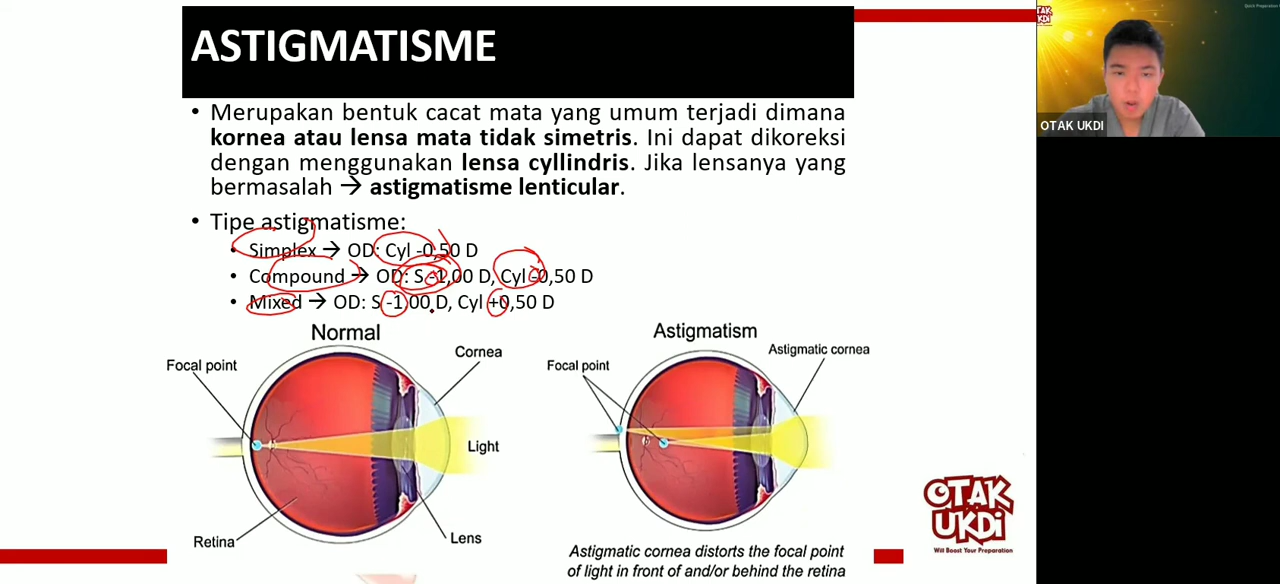 ASTIGMATISME
• Merupakan bentuk cacat mata yang umum terjadi dimana
kornea atau lensa mata tidak simetris. Ini dapat dikoreksi
dengan menggunakan lensa cyllindris. Jika lensanya yang
bermasalah → astigmatisme lenticular.
• Tipe astigmatisme:
• Simplex → OD: Cyl -0,50 D
• Compound → OD: S -1,00 D, Cyl -0,50 D
• Mixed → OD: S -1,00 D, Cyl +0,50 D
Normal
Focal point
Cornea
Light
Retina
Lens
Astigmatism
Focal point
Astigmatic cornea
Astigmatic cornea distorts the focal point
of light in front of and/or behind the retina
OTAK
UKDI
Will Boost Your Preparation
OTAK UKDI